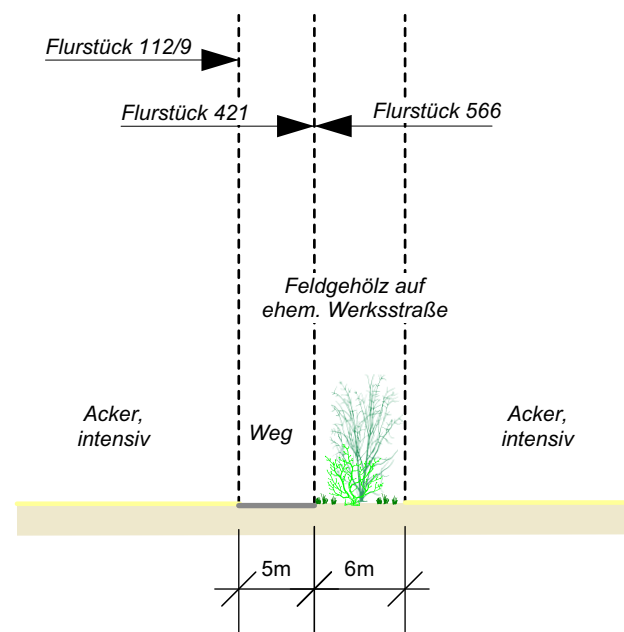 Flurstück 112/9
Flurstück 421
Flurstück 566
Feldgehölz auf
ehem. Werksstraße
Acker,
intensiv
Weg
Acker,
intensiv
5m
6m